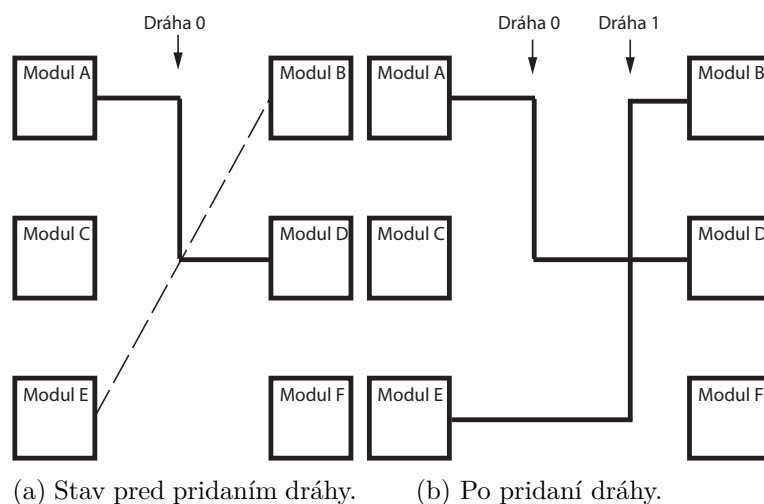 Dráha 0
Dráha 0
Dráha 1
Modul A
Modul B
Modul A
Modul B
Modul C
Modul D
Modul C
Modul D
Modul E
Modul F
Modul E
Modul F
(a) Stav pred pridaním dráhy.
(b) Po pridaní dráhy.